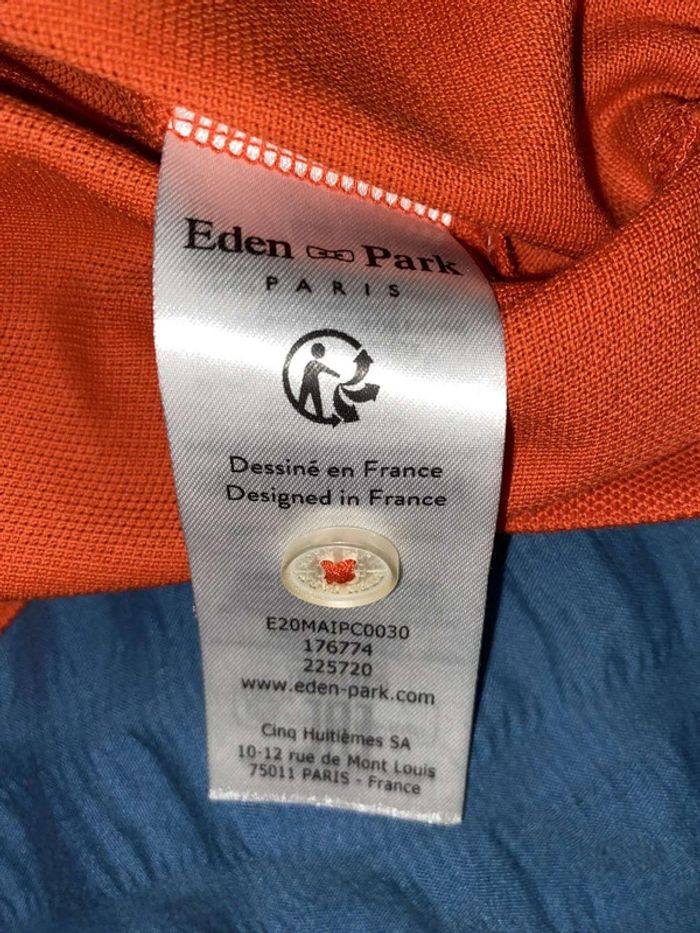 Eden Park
PARIS
Dessiné en France
Designed in France
E20MAIPC0030
176774
225720
www.eden-park.com
Cinq Huitièmes SA
10-12 rue de Mont Louis
75011 PARIS - France